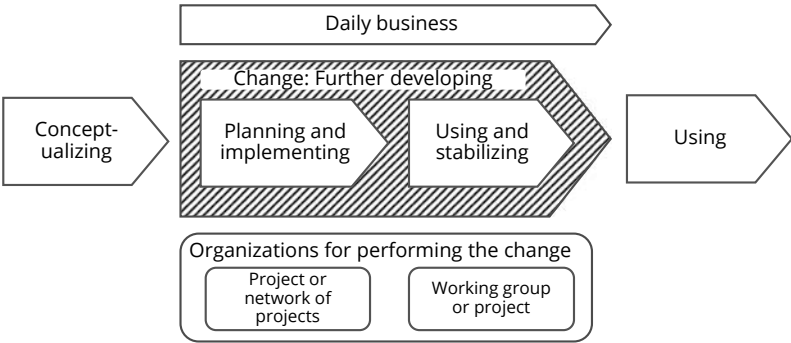 Daily business
Change: Further developing
Concept-
ualizing
Planning and
implementing
Using and
stabilizing
Using
Organizations for performing the change
Project or
network of
projects
Working group
or project